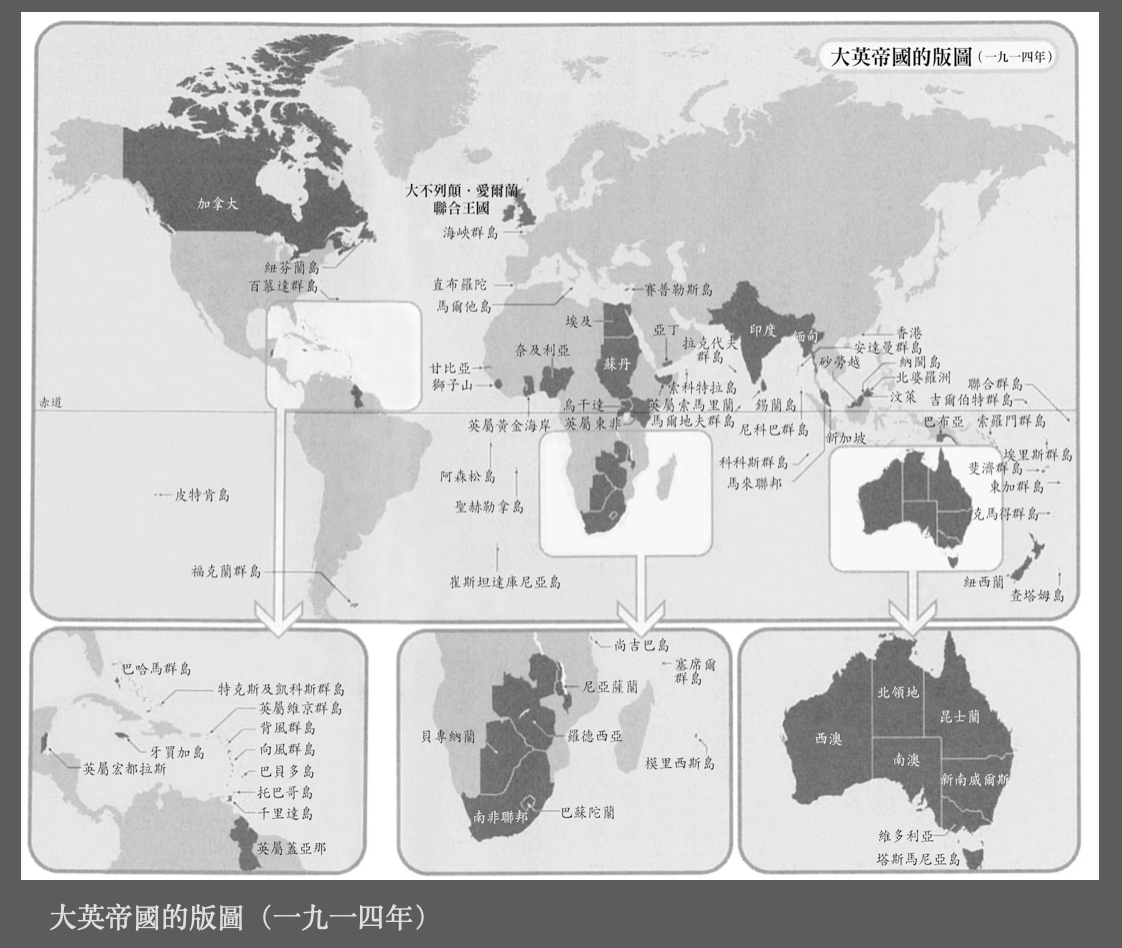 大英帝國的版圖(一九一四年)
加拿大
大不列顛・愛爾蘭
聯合王國
海峽群島
紐芬蘭島
百慕達群島
直布羅陀
馬爾他島
賽普勒斯島
埃及
亞丁
拉克代夫
群島
印度
緬甸
香港
安達曼群島
奈及利亞
蘇丹
砂勞越
納閩島
甘比亞
獅子山
索科特拉島
北婆羅洲
聯合群島
赤道
烏干達
英屬索馬里蘭
錫蘭島
汶萊
吉爾伯特群島
英屬黃金海岸
英屬東非
馬爾地夫群島
尼科巴群島
新加坡
巴布亞
索羅門群島
阿森松島
科科斯群島
埃里斯群島
斐濟群島
馬來聯邦
東加群島
皮特肯島
聖赫勒拿島
克馬得群島
福克蘭群島
崔斯坦達庫尼亞島
紐西蘭
查塔姆島
巴哈馬群島
特克斯及凱科斯群島
英屬維京群島
背風群島
牙買加島
向風群島
英屬宏都拉斯
巴貝多島
托巴哥島
千里達島
英屬蓋亞那
尚吉巴島
塞席爾
群島
尼亞薩蘭
貝專納蘭
羅德西亞
模里西斯島
南非聯邦
巴蘇陀蘭
北領地
昆士蘭
西澳
南澳
新南威爾斯
維多利亞
塔斯馬尼亞島
大英帝國的版圖（一九一四年）